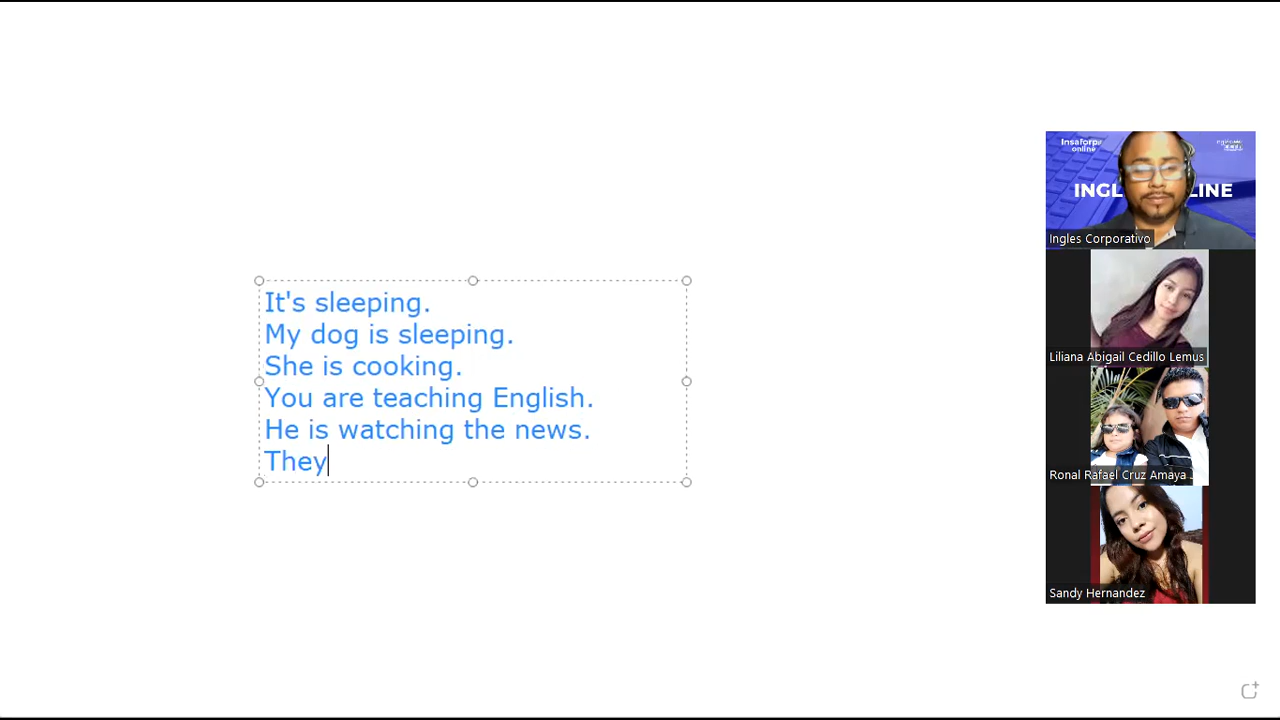 It's sleeping.
My dog is sleeping.
She is cooking.
You are teaching English.
He is watching the news.
They
Insaforp
online
INGL LINE
Ingles Corporativo
Liliana Abigail Cedillo Lemus
Ronal Rafael Cruz Amaya
Sandy Hernandez